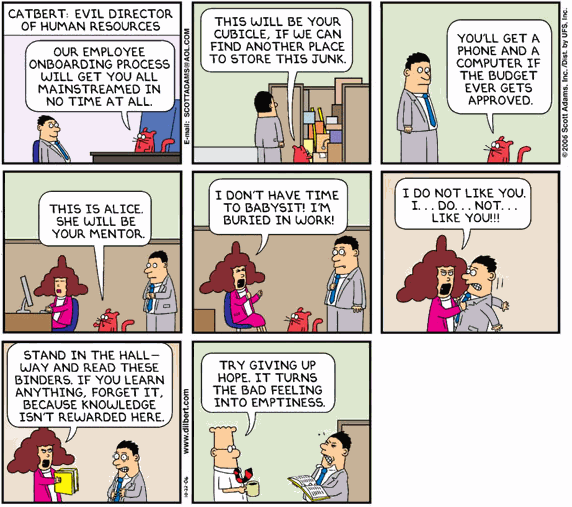 CATBERT: EVIL DIRECTOR
OF HUMAN RESOURCES
OUR EMPLOYEE
ONBOARDING PROCESS
WILL GET YOU ALL
MAINSTREAMED IN
NO TIME AT ALL.
E-mail: SCOTTADAMS@AOL.COM
THIS WILL BE YOUR
CUBICLE, IF WE CAN
FIND ANOTHER PLACE
TO STORE THIS JUNK.
YOU'LL GET A
PHONE AND A
COMPUTER IF
THE BUDGET
EVER GETS
APPROVED.
© 2006 Scott Adams, Inc./Dist. by UFS, Inc.
THIS IS ALICE.
SHE WILL BE
YOUR MENTOR.
I DON'T HAVE TIME
TO BABYSIT! I'M
BURIED IN WORK!
I DO NOT LIKE YOU.
I...DO...NOT...
LIKE YOU!!!
STAND IN THE HALL-
WAY AND READ THESE
BINDERS. IF YOU LEARN
ANYTHING, FORGET IT,
BECAUSE KNOWLEDGE
ISN'T REWARDED HERE.
www.dilbert.com
TRY GIVING UP
HOPE. IT TURNS
THE BAD FEELING
INTO EMPTINESS.